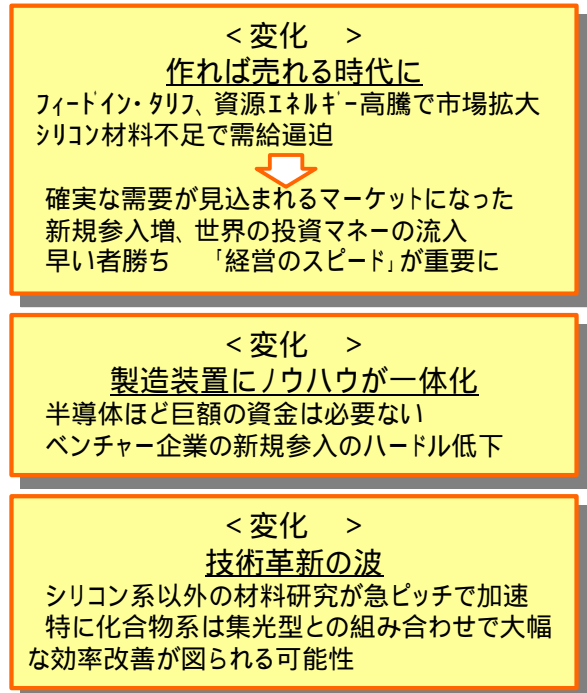 <変化　>
作れば売れる時代に
ﾌｨｰﾄﾞｲﾝ・ﾀﾘﾌ、資源ｴﾈﾙｷﾞｰ高騰で市場拡大
ｼﾘｺﾝ材料不足で需給逼迫
確実な需要が見込まれるマーケットになった
新規参入増、世界の投資マネーの流入
早い者勝ち　「経営のスピード」が重要に
<変化　>
製造装置にノウハウが一体化
半導体ほど巨額の資金は必要ない
ベンチャー企業の新規参入のハードル低下
<変化　>
技術革新の波
シリコン系以外の材料研究が急ピッチで加速
特に化合物系は集光型との組み合わせで大幅
な効率改善が図られる可能性